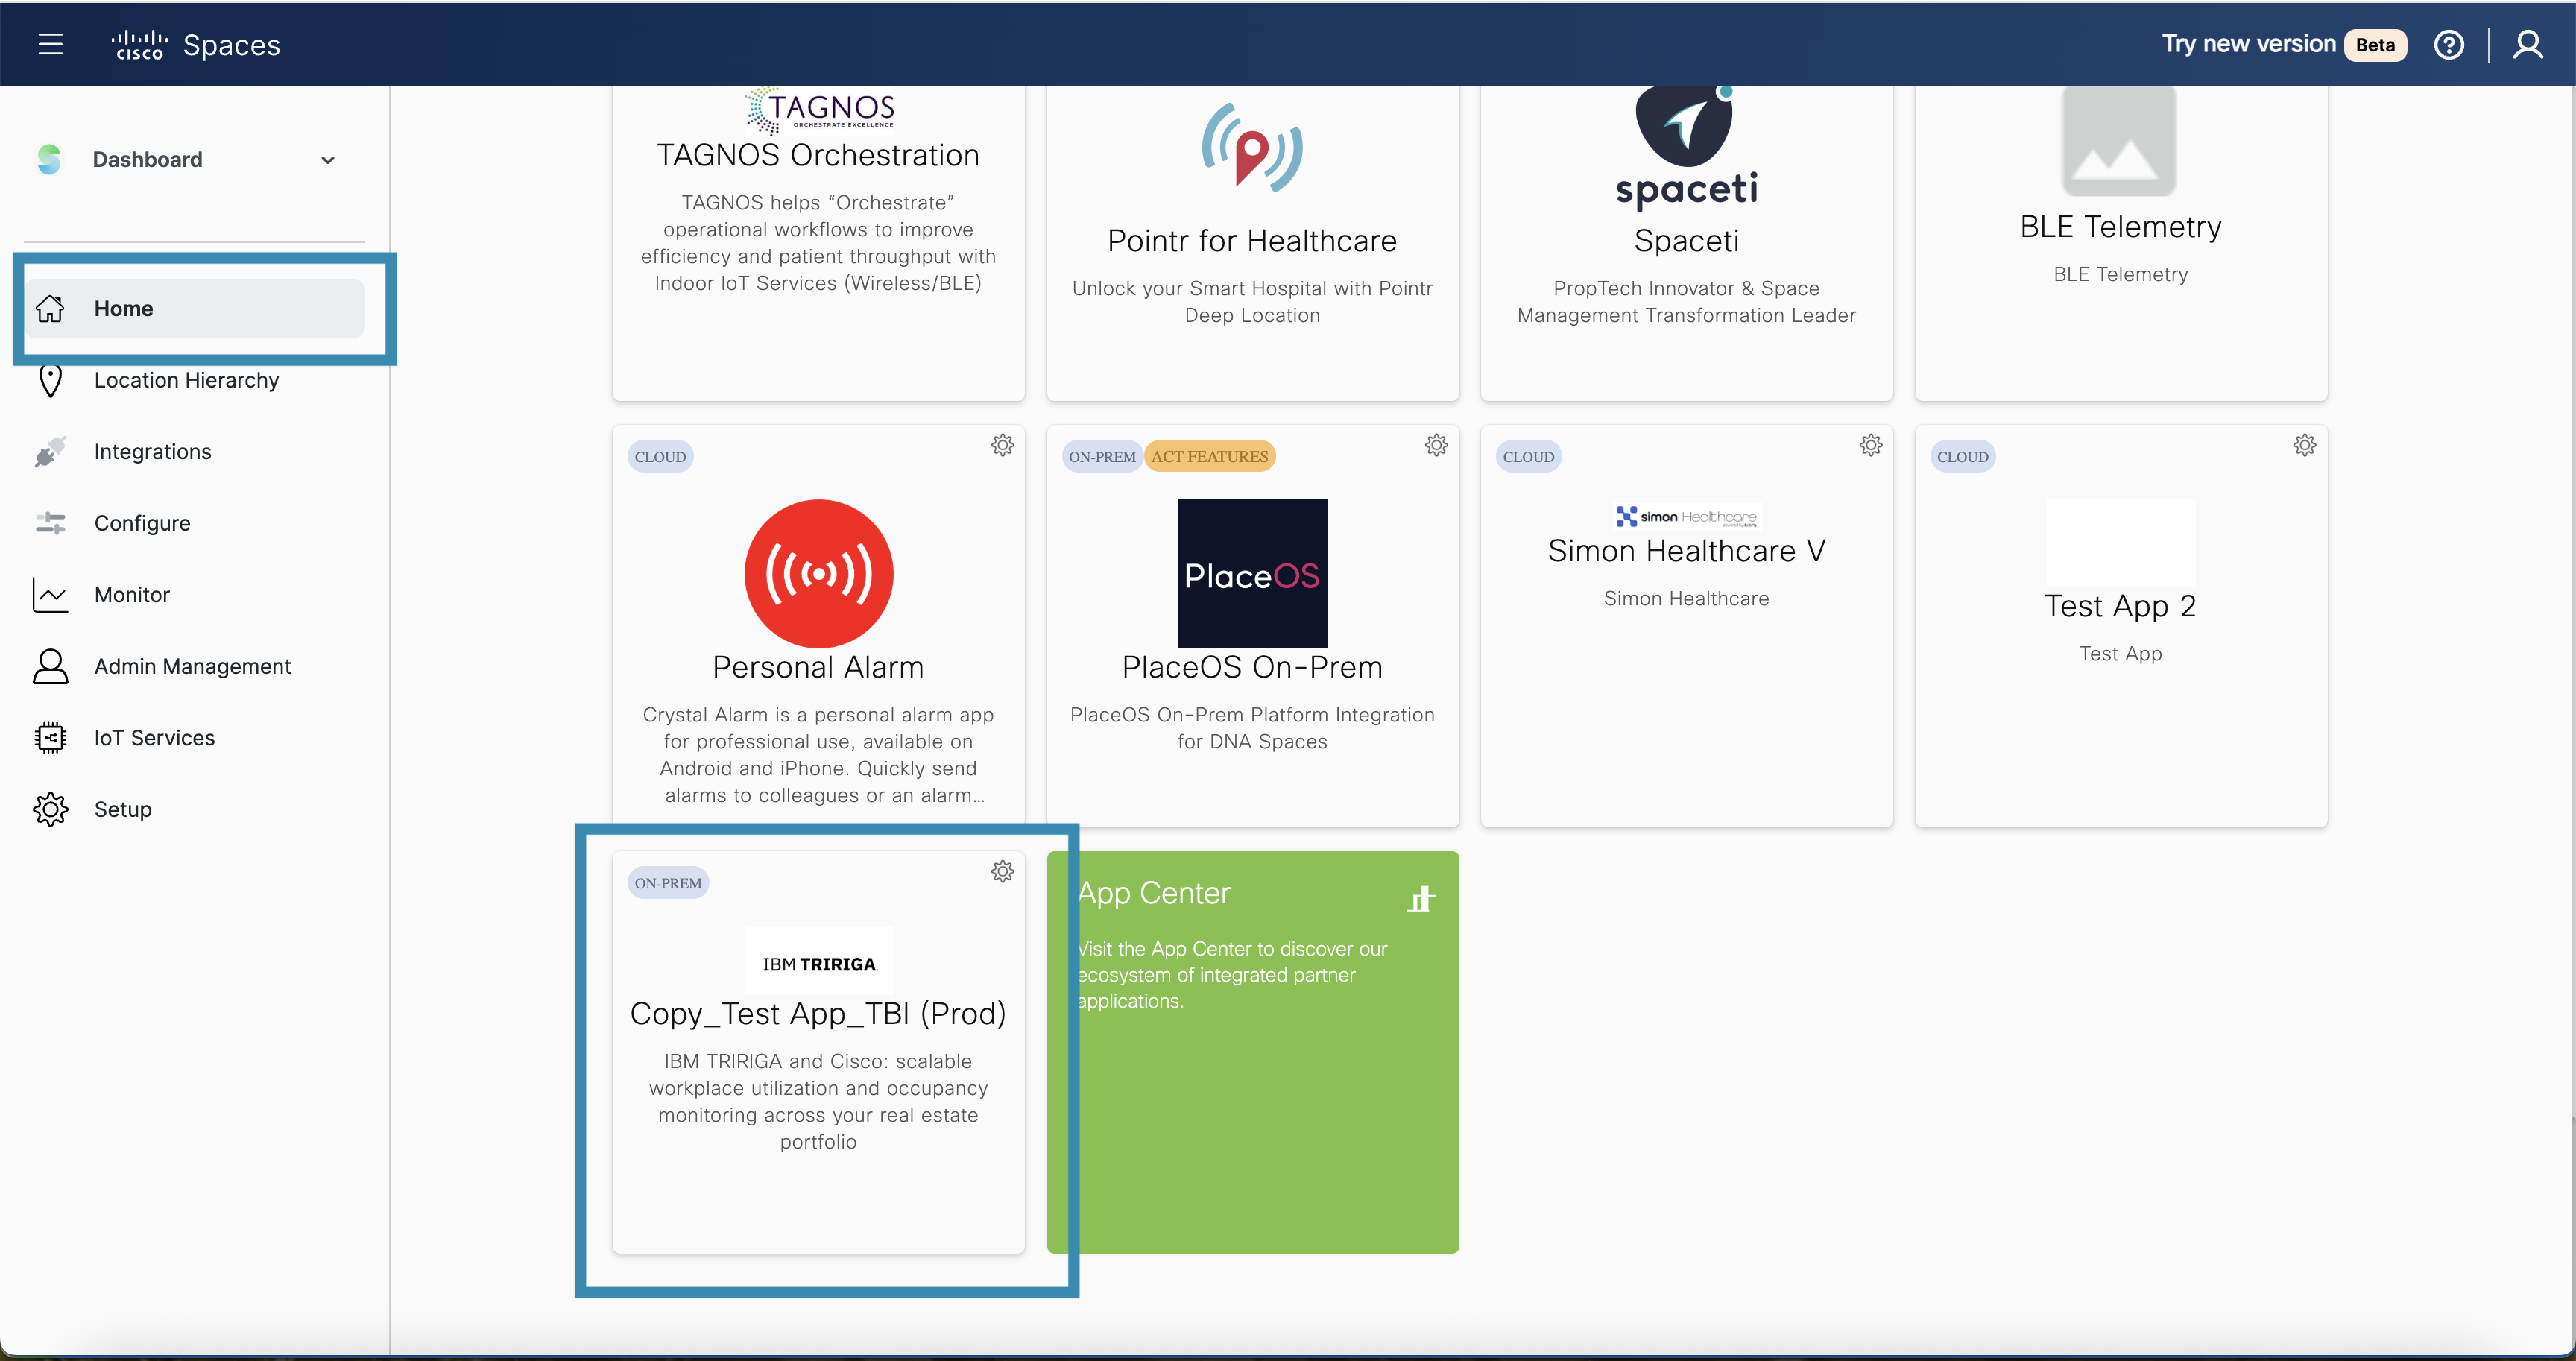 CISCO Spaces
Try new version Beta
Dashboard
Home
Location Hierarchy
Integrations
Configure
Monitor
Admin Management
IoT Services
Setup
TAGNOS
ORCHESTRATE EXCELLENCE
TAGNOS Orchestration
TAGNOS helps “Orchestrate”
operational workflows to improve
efficiency and patient throughput with
Indoor IoT Services (Wireless/BLE)
Pointr for Healthcare
Unlock your Smart Hospital with Pointr
Deep Location
spaceti
Spaceti
PropTech Innovator & Space
Management Transformation Leader
BLE Telemetry
BLE Telemetry
CLOUD
Personal Alarm
Crystal Alarm is a personal alarm app
for professional use, available on
Android and iPhone. Quickly send
alarms to colleagues or an alarm...
ON-PREM ACT FEATURES
PlaceOS
PlaceOS On-Prem
PlaceOS On-Prem Platform Integration
for DNA Spaces
CLOUD
simon Healthcare
Simon Healthcare V
Simon Healthcare
CLOUD
Test App 2
Test App
ON-PREM
IBM TRIRIGA
Copy_Test App_TBI (Prod)
IBM TRIRIGA and Cisco: scalable
workplace utilization and occupancy
monitoring across your real estate
portfolio
App Center
Visit the App Center to discover our
ecosystem of integrated partner
applications.